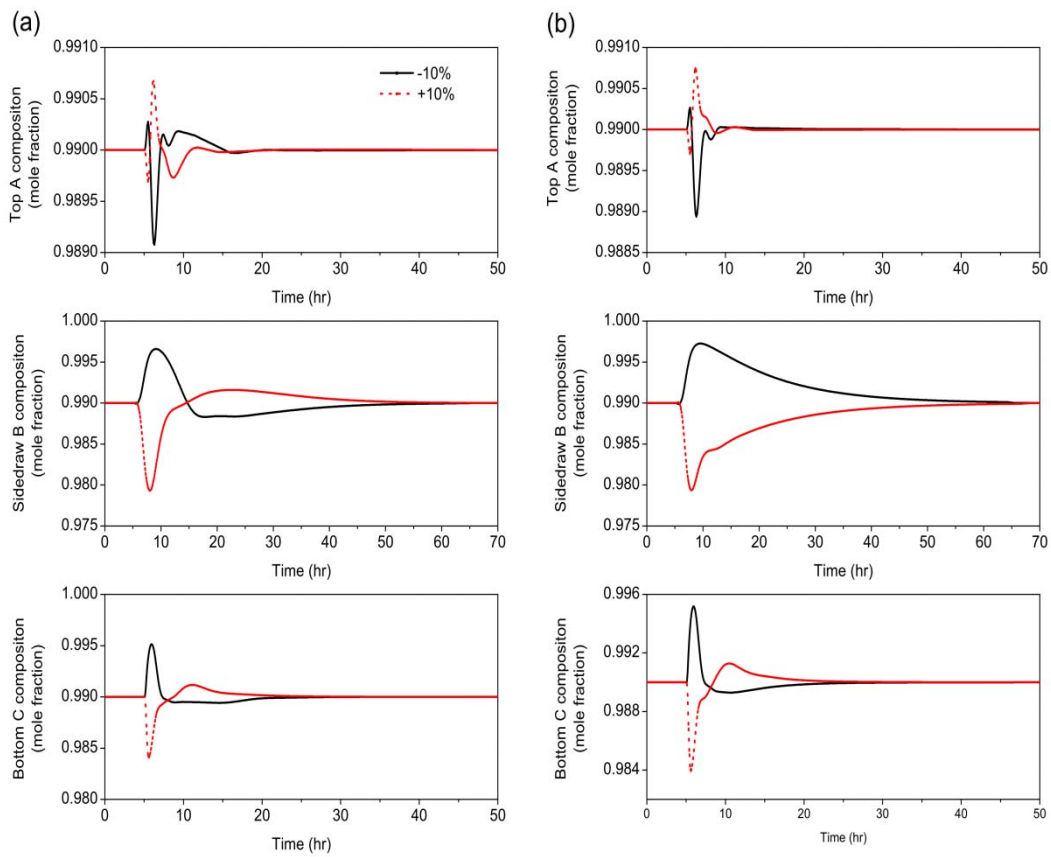 (a)
(b)
0.9910
0.9905
0.9900
0.9895
0.9890
Top A composition
(mole fraction)
-10%
+10%
0 10 20 30 40 50
Time (hr)
0.9910
0.9905
0.9900
0.9895
0.9890
0.9885
Top A composition
(mole fraction)
0 10 20 30 40 50
Time (hr)
1.000
0.995
0.990
0.985
0.980
0.975
Sidedraw B compositon
(mole fraction)
0 10 20 30 40 50 60 70
Time (hr)
1.000
0.995
0.990
0.985
0.980
0.975
Sidedraw B compositon
(mole fraction)
0 10 20 30 40 50 60 70
Time (hr)
1.000
0.995
0.990
0.985
0.980
Bottom C compositon
(mole fraction)
0 10 20 30 40 50
Time (hr)
0.996
0.992
0.988
0.984
Bottom C compositon
(mole fraction)
0 10 20 30 40 50
Time (hr)